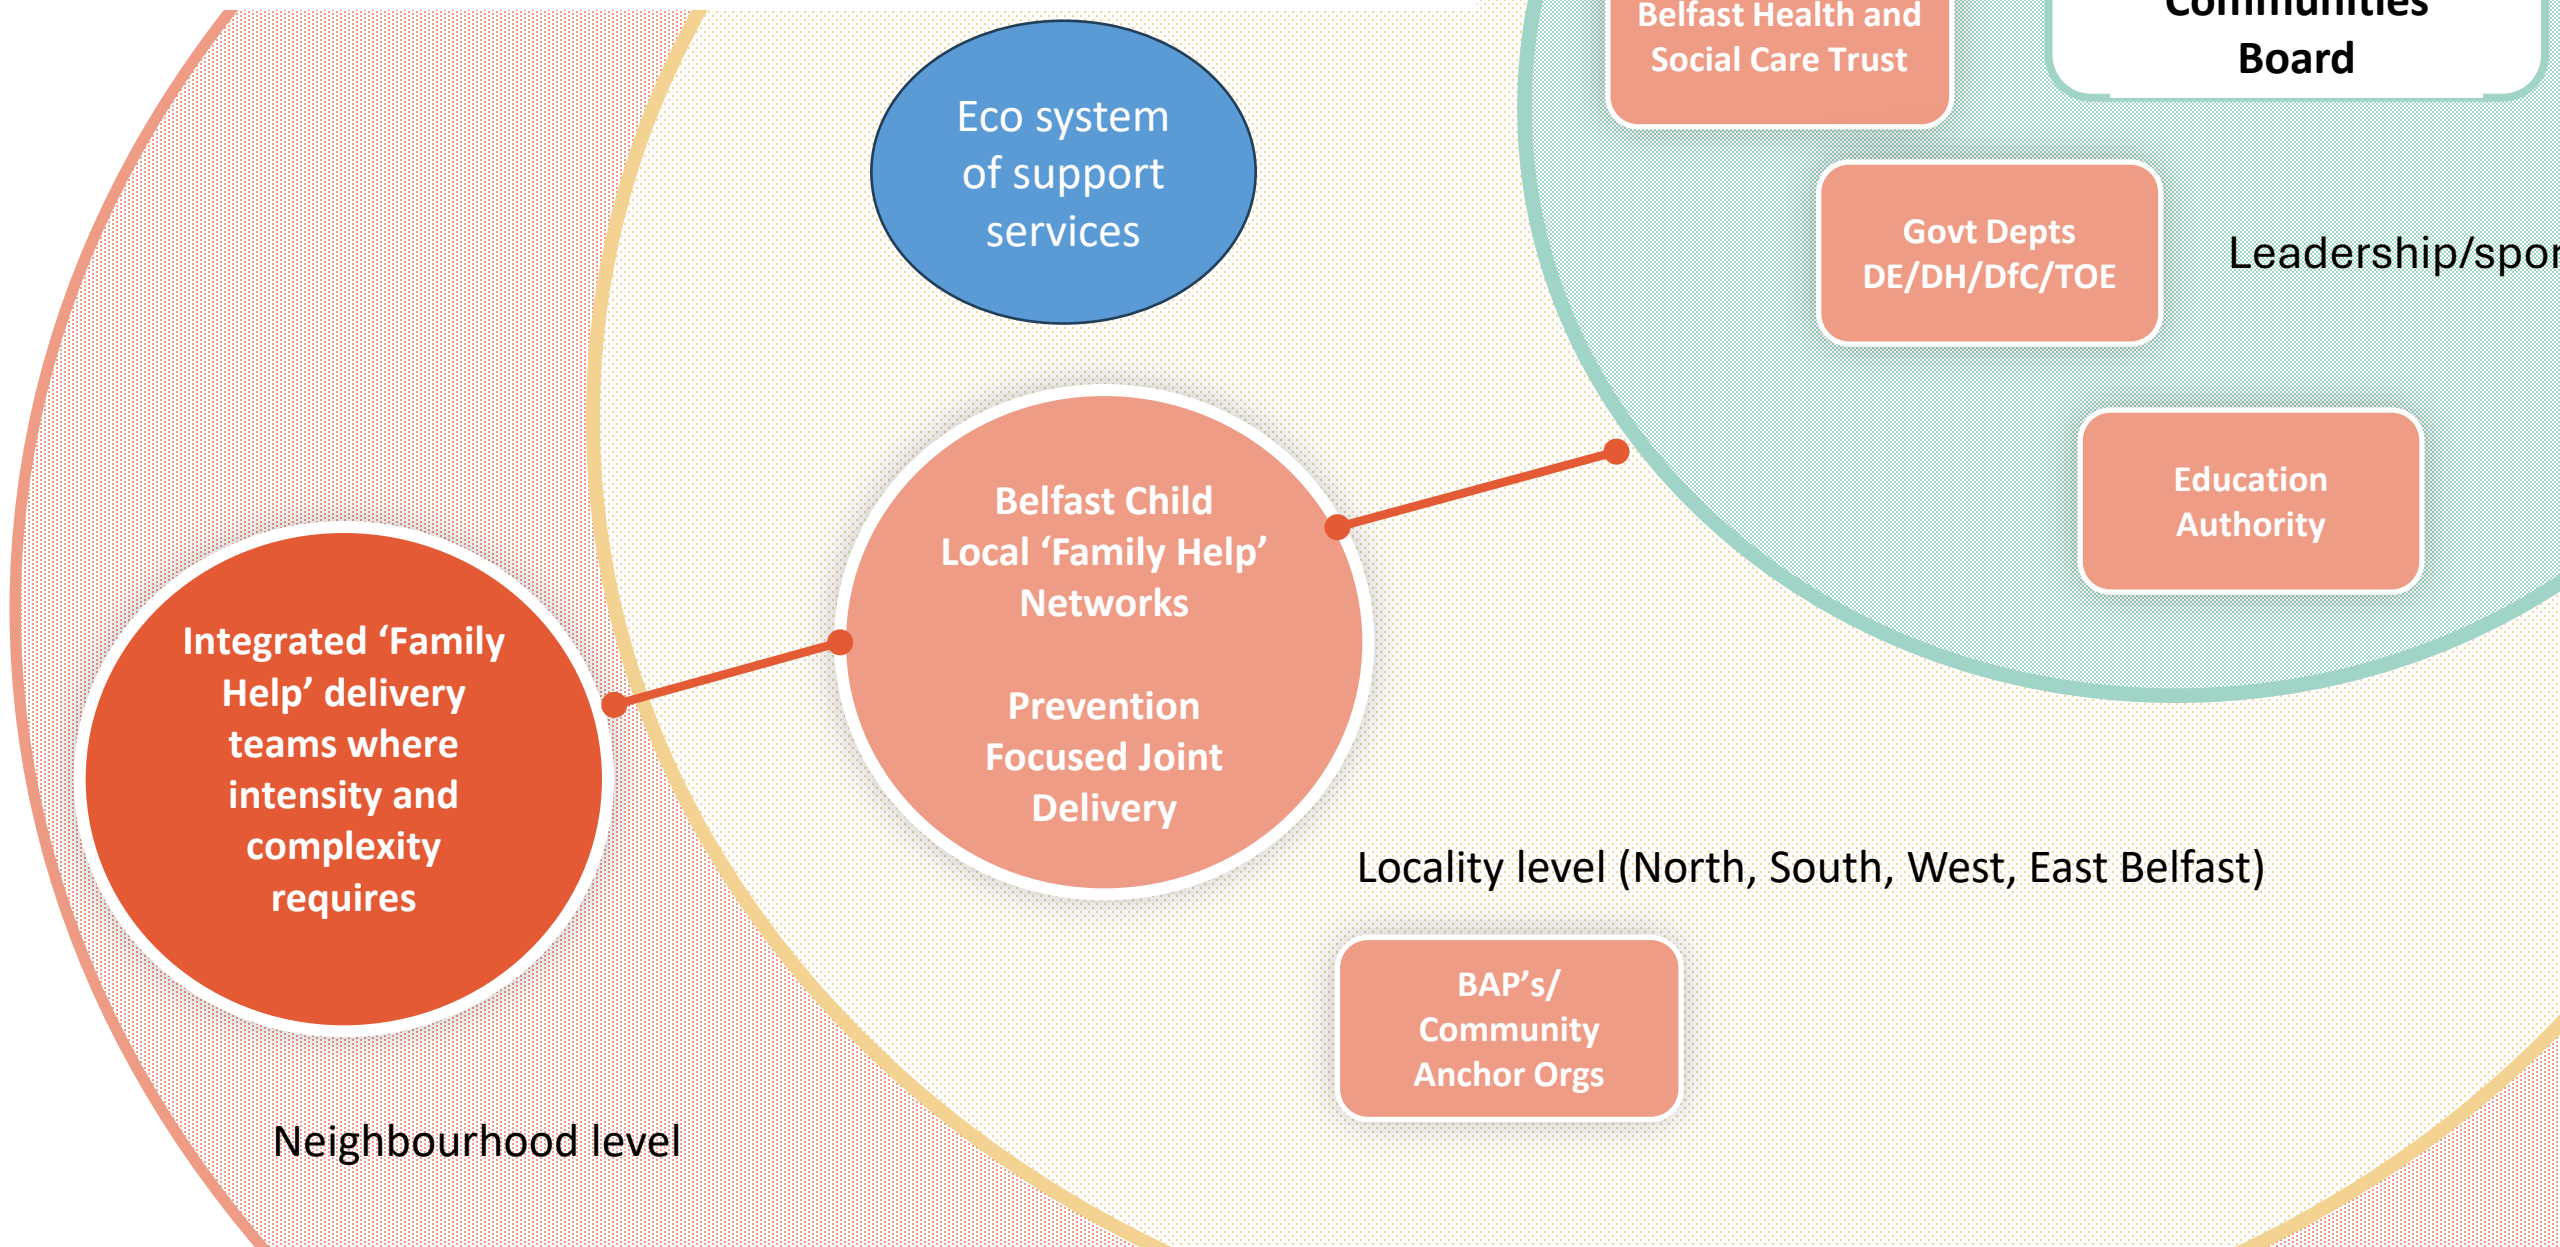 Belfast Health and
Social Care Trust
Communities
Board
Eco system
of support
services
Govt Depts
DE/DH/DfC/TOE
Education
Authority
Belfast Child
Local ‘Family Help’
Networks
Prevention
Focused Joint
Delivery
Integrated ‘Family
Help’ delivery
teams where
intensity and
complexity
requires
Locality level (North, South, West, East Belfast)
BAP’s/
Community
Anchor Orgs
Neighbourhood level
Leadership/